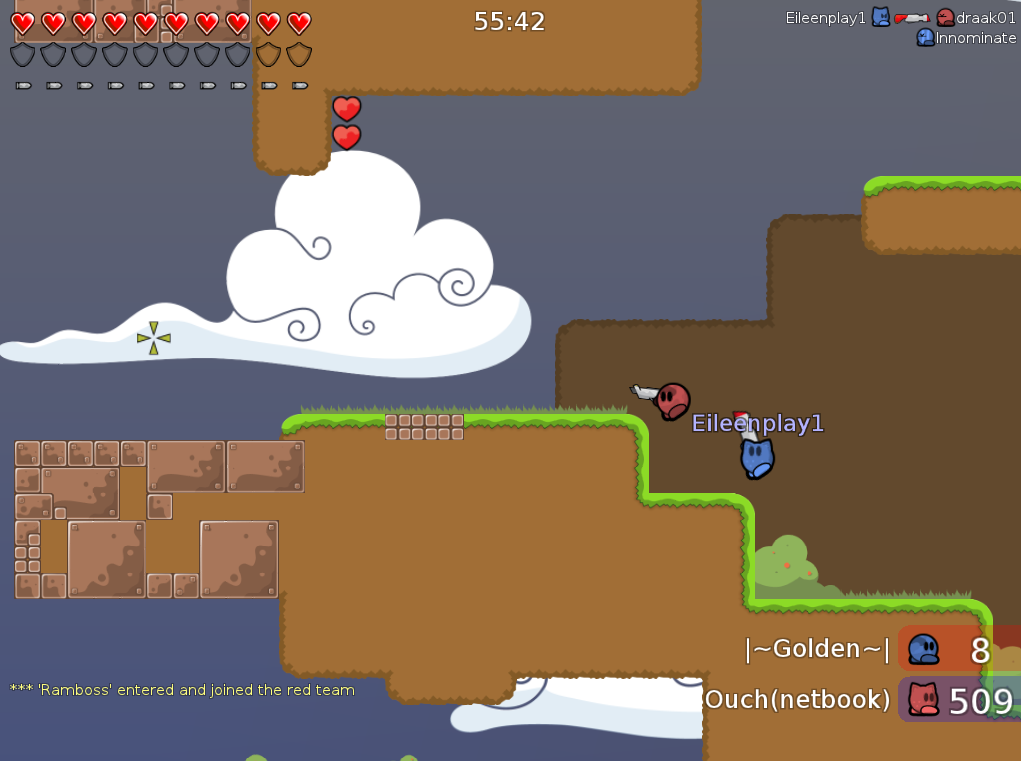 55:42
Eileenplay1 draak01
Innominate
Eileenplay1
|~Golden~| 8
*** 'Ramboss' entered and joined the red team
Ouch(netbook) 509